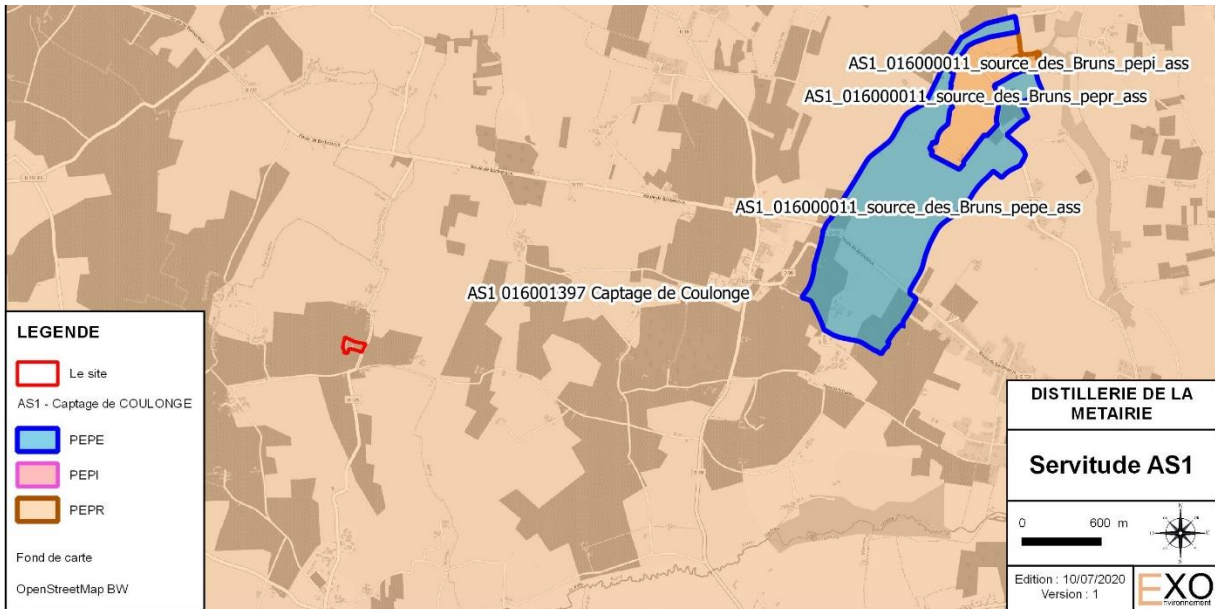 AS1_016000011_source_des_Bruns_pepi_ass
AS1_016000011_source_des_Bruns_pepr_ass
AS1_016000011_source_des_Bruns_pepe_ass
AS1 016001397 Captage de Coulonge
LEGENDE
Le site
AS1 - Captage de COULONGE
PEPE
PEPI
PEPR
Fond de carte
OpenStreetMap BW
DISTILLERIE DE LA
METAIRIE
Servitude AS1
0 600 m
Edition : 10/07/2020
Version : 1
EXO
Environnement